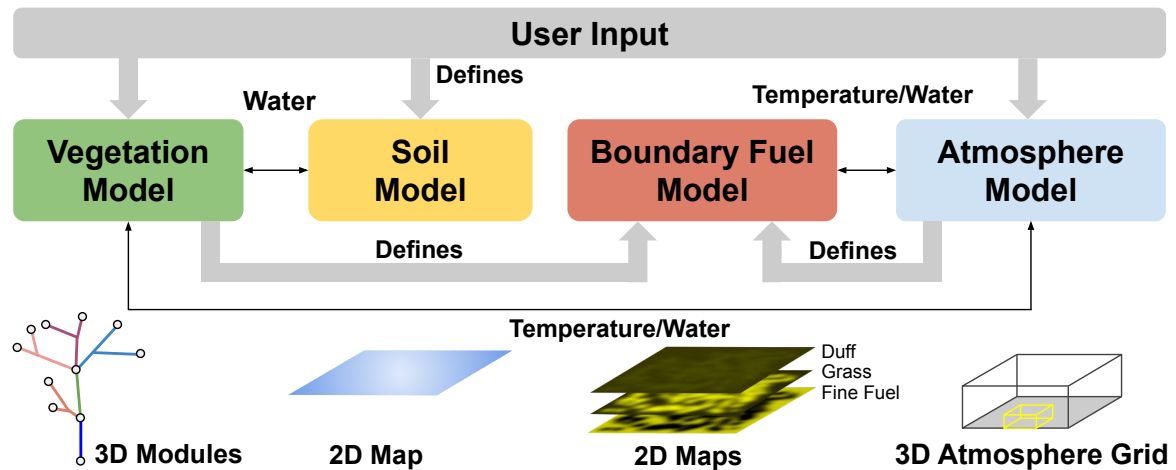 User Input
Defines
Water
Temperature/Water
Vegetation
Model
Soil
Model
Boundary Fuel
Model
Atmosphere
Model
Defines
Defines
Temperature/Water
Duff
Grass
Fine Fuel
3D Modules
2D Map
2D Maps
3D Atmosphere Grid